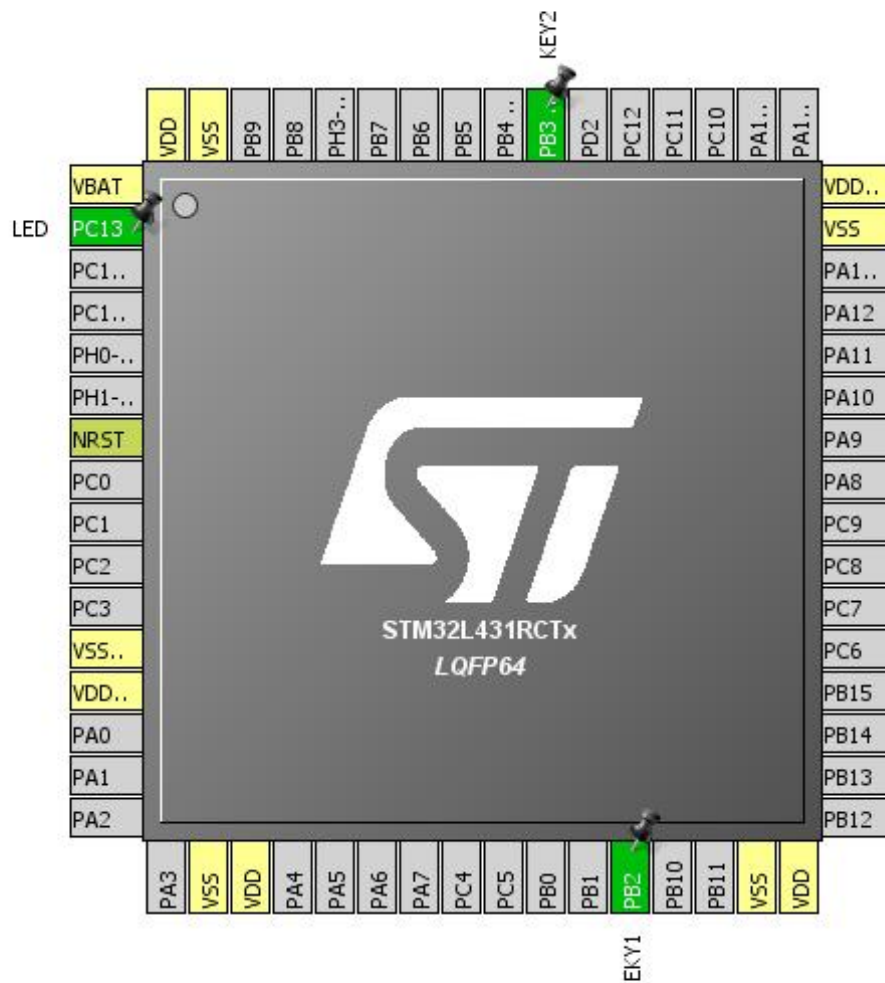 KEY2
VDD
VSS
PB9
PB8
PH3-..
PB7
PB6
PB5
PB4 ..
PB3 ..
PD2
PC12
PC11
PC10
PA1..
PA1..
VBAT
LED
PC13
PC1..
PC1..
PH0-..
PH1-..
NRST
PC0
PC1
PC2
PC3
VSS..
VDD..
PA0
PA1
PA2
VDD..
VSS
PA1..
PA12
PA11
PA10
PA9
PA8
PC9
PC8
PC7
PC6
PB15
PB14
PB13
PB12
ST
STM32L431RCTx
LQFP64
PA3
VSS
VDD
PA4
PA5
PA6
PA7
PC4
PC5
PB0
PB1
PB2
PB10
PB11
VSS
VDD
EKY1